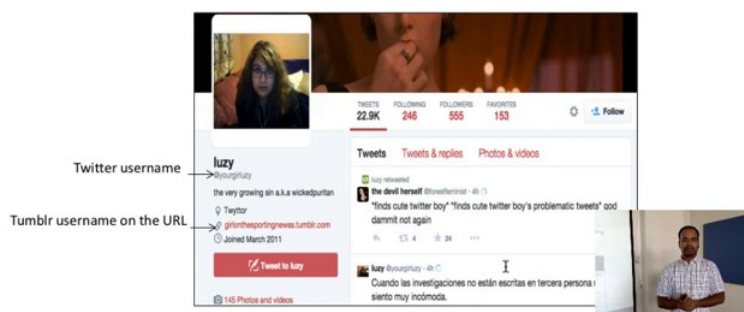 Twitter username
Tumblr username on the URL
TWEETS FOLLOWING FOLLOWERS FAVORITES
22.9K 246 555 153
Follow
luzy
@yourgirluzy
the very growing sin a.k.a wickedpuritan
Twyttor
girlonthesportingnewss.tumblr.com
Joined March 2011
Tweet to luzy
145 Photos and videos
Tweets Tweets & replies Photos & videos
luzy retweeted
the devil herself @forestfeminist · 4h
"finds cute twitter boy" "finds cute twitter boy's problematic tweets" god
dammit not again
4 34
luzy @yourgirluzy · 4h
Cuando las investigaciones no están escritas en tercera persona
siento muy incómoda.